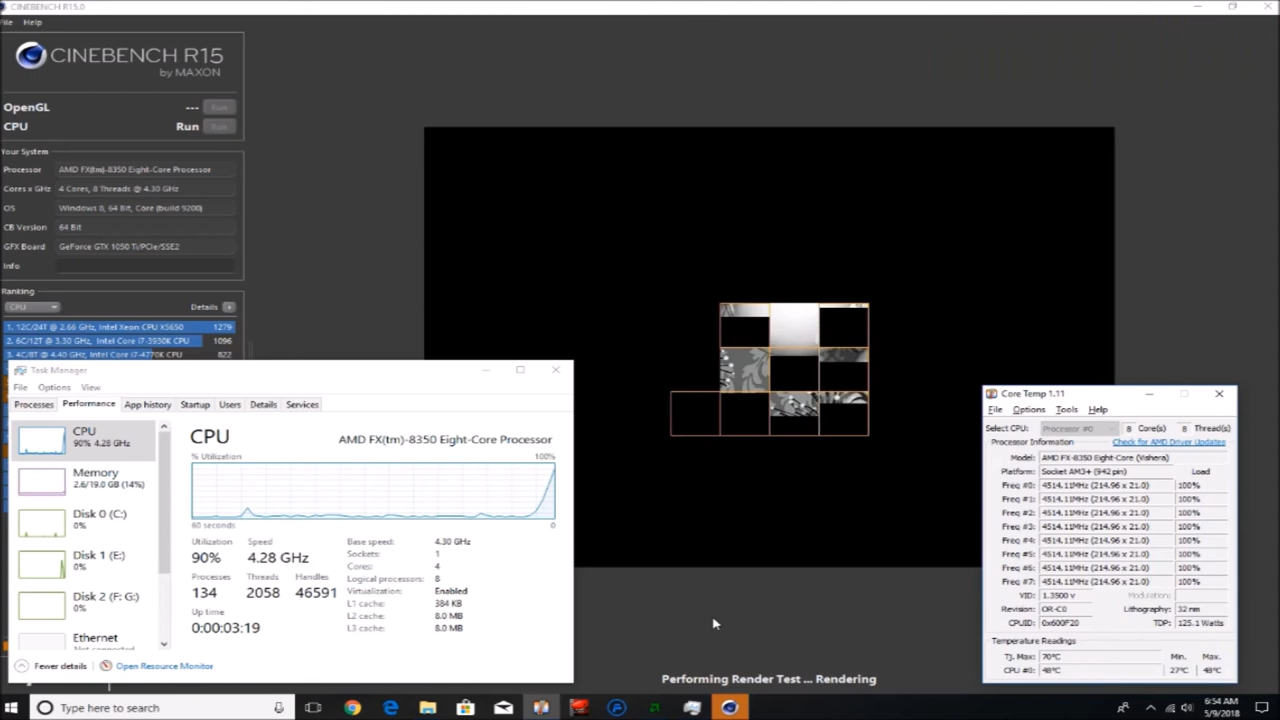 CINEBENCH R15.0
File Help
CINEBENCH R15
by MAXON
OpenGL --- Run
CPU Run Run
Your System
Processor AMD FX(tm)-8350 Eight-Core Processor
Cores x GHz 4 Cores, 8 Threads @ 4.30 GHz
OS Windows 8, 64 Bit, Core (build 9200)
CB Version 64 Bit
GFX Board GeForce GTX 1050 Ti/PCIe/SSE2
Info
Ranking
CPU Details
1. 12C/24T @ 2.66 GHz, Intel Xeon CPU X5650 1279
2. 6C/12T @ 3.30 GHz, Intel Core i7-3930K CPU 1096
3. 4C/8T @ 4.40 GHz, Intel Core i7-4770K CPU 822
Task Manager
File Options View
Processes Performance App history Startup Users Details Services
CPU
90% 4.28 GHz
Memory
2.6/19.0 GB (14%)
Disk 0 (C:)
0%
Disk 1 (E:)
0%
Disk 2 (F: G:)
0%
Ethernet
Not connected
CPU AMD FX(tm)-8350 Eight-Core Processor
% Utilization 100%
60 seconds 0
Utilization Speed
90% 4.28 GHz
Processes Threads Handles
134 2058 46591
Up time
0:00:03:19
Base speed: 4.30 GHz
Sockets: 1
Cores: 4
Logical processors: 8
Virtualization: Enabled
L1 cache: 384 KB
L2 cache: 8.0 MB
L3 cache: 8.0 MB
Fewer details Open Resource Monitor
Core Temp 1.11
File Options Tools Help
Select CPU: Processor #0 8 Core(s) 8 Thread(s)
Processor Information Check for AMD Driver Updates
Model: AMD FX-8350 Eight-Core (Vishera)
Platform: Socket AM3+ (942 pin) Load
Freq #0: 4514.11MHz (214.96 x 21.0) 100%
Freq #1: 4514.11MHz (214.96 x 21.0) 100%
Freq #2: 4514.11MHz (214.96 x 21.0) 100%
Freq #3: 4514.11MHz (214.96 x 21.0) 100%
Freq #4: 4514.11MHz (214.96 x 21.0) 100%
Freq #5: 4514.11MHz (214.96 x 21.0) 100%
Freq #6: 4514.11MHz (214.96 x 21.0) 100%
Freq #7: 4514.11MHz (214.96 x 21.0) 100%
VID: 1.3500 v Modulation:
Revision: OR-C0 Lithography: 32 nm
CPUID: 0x600F20 TDP: 125.1 Watts
Temperature Readings
Tj. Max: 70°C Min. Max.
CPU #0: 48°C 27°C 48°C
Performing Render Test ... Rendering
Type here to search
6:54 AM
5/9/2018